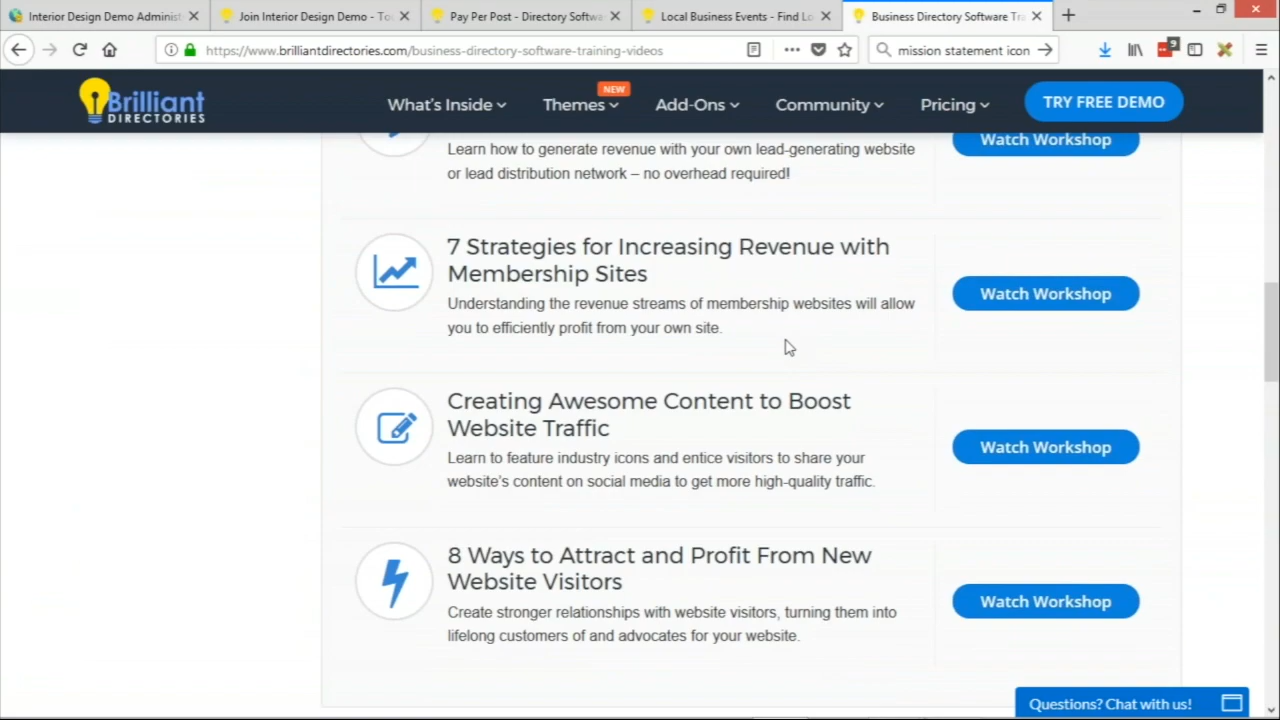 Interior Design Demo Administ
Join Interior Design Demo - To
Pay Per Post - Directory Softwa
Local Business Events - Find Lo
Business Directory Software Tra
https://www.brilliantdirectories.com/business-directory-software-training-videos
mission statement icon
9
Brilliant
DIRECTORIES
What's Inside
NEW
Themes
Add-Ons
Community
Pricing
TRY FREE DEMO
Learn how to generate revenue with your own lead-generating website
or lead distribution network – no overhead required!
Watch Workshop
7 Strategies for Increasing Revenue with
Membership Sites
Understanding the revenue streams of membership websites will allow
you to efficiently profit from your own site.
Watch Workshop
Creating Awesome Content to Boost
Website Traffic
Learn to feature industry icons and entice visitors to share your
website's content on social media to get more high-quality traffic.
Watch Workshop
8 Ways to Attract and Profit From New
Website Visitors
Create stronger relationships with website visitors, turning them into
lifelong customers of and advocates for your website.
Watch Workshop
Questions? Chat with us!